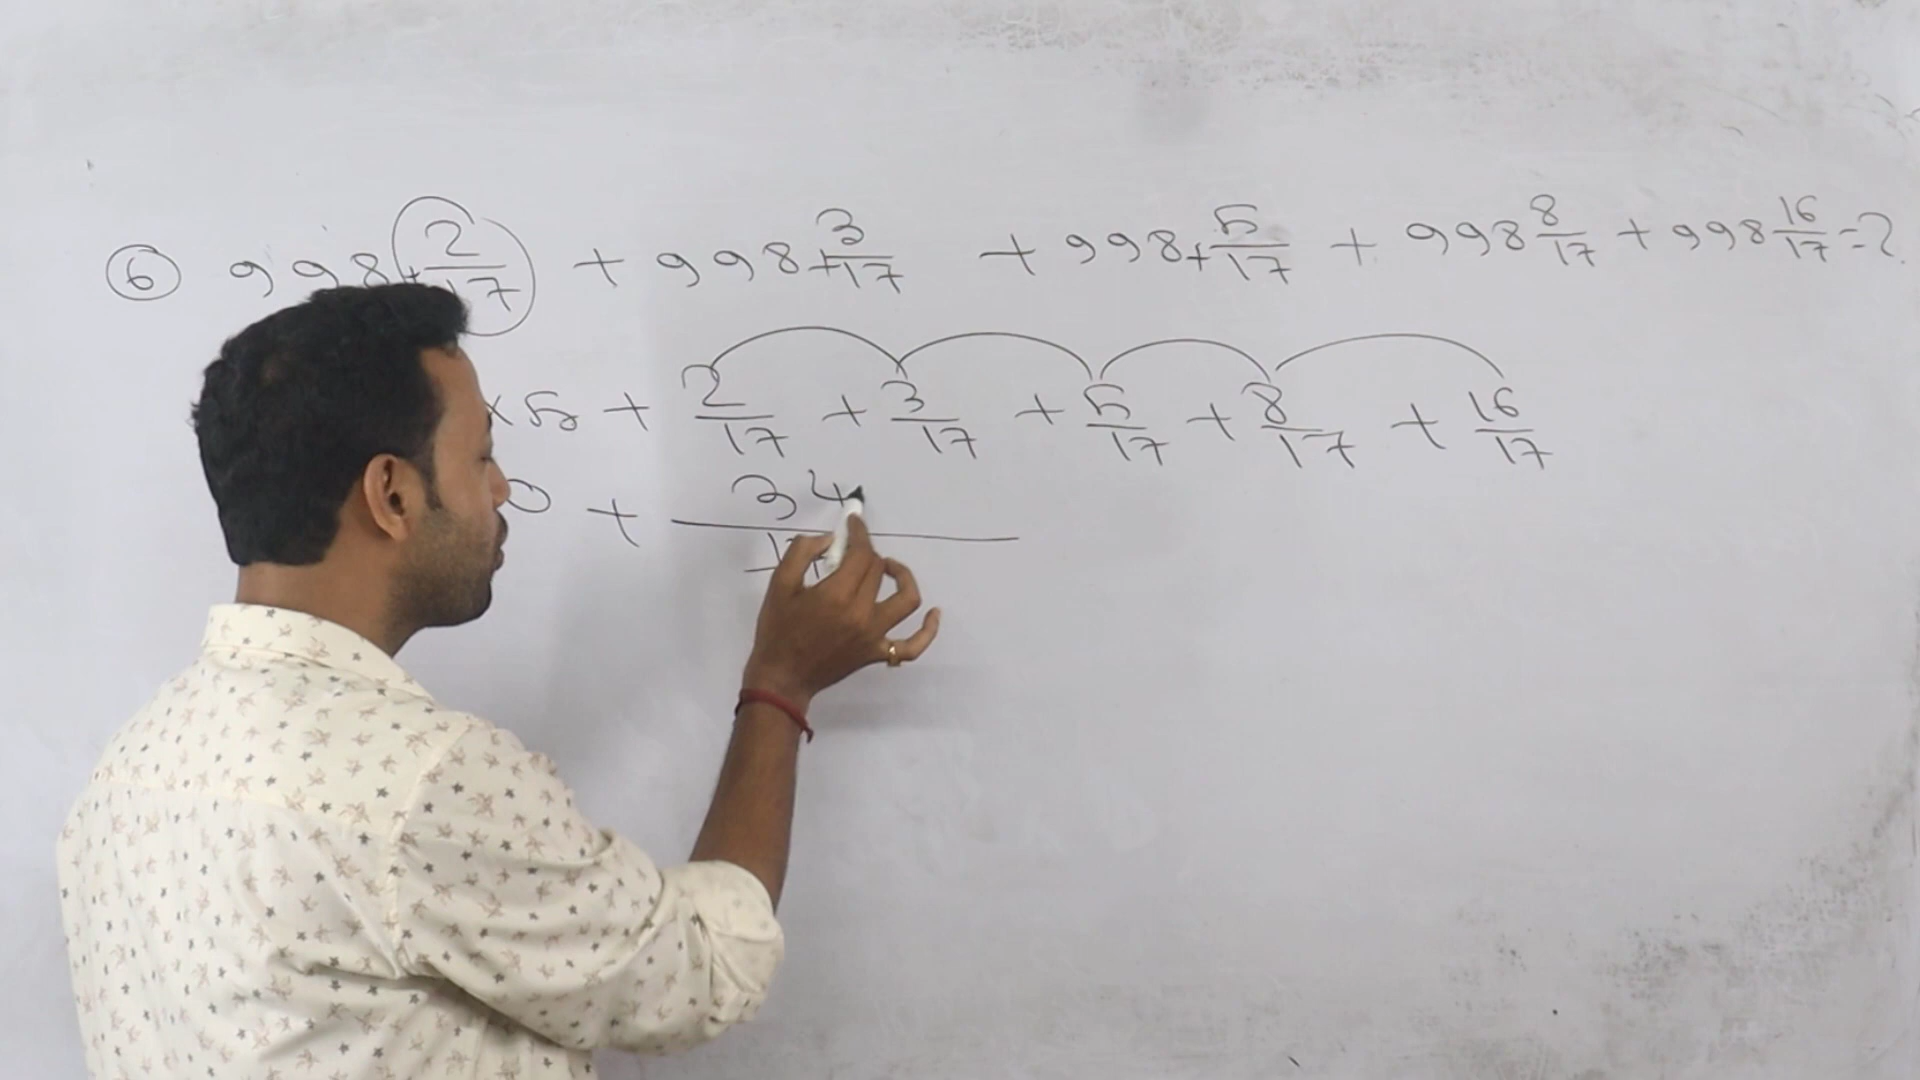 ⑥ 998+2/17 + 998+3/17 + 998+5/17 + 998 8/17 + 998 16/17 = ?
×5 + 2/17 + 3/17 + 5/17 + 8/17 + 16/17
0 + 34/17